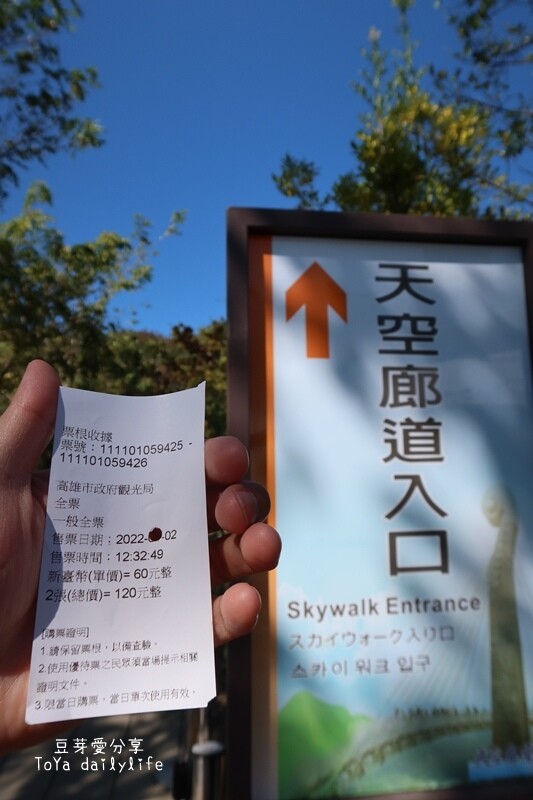 天空廊道入口
Skywalk Entrance
スカイウォーク入り口
스카이 워크 입구
票根收據
票號：111101059425 -
111101059426
高雄市政府觀光局
全票
一般全票
售票日期：2022- -02
售票時間：12:32:49
新臺幣(單價)= 60元整
2張(總價)= 120元整
[購票證明]
1.請保留票根，以備查驗。
2.使用優待票之民眾須當場提示相關
證明文件。
3.限當日購票，當日單次使用有效。
豆芽愛分享
ToYa dailylife